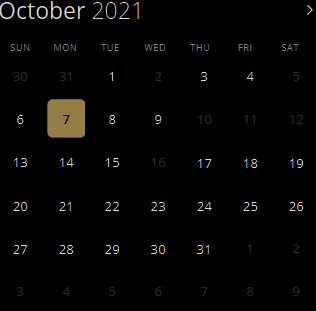 October 2021 >
SUN MON TUE WED THU FRI SAT
30 31 1 2 3 4 5
6 7 8 9 10 11 12
13 14 15 16 17 18 19
20 21 22 23 24 25 26
27 28 29 30 31 1 2
3 4 5 6 7 8 9